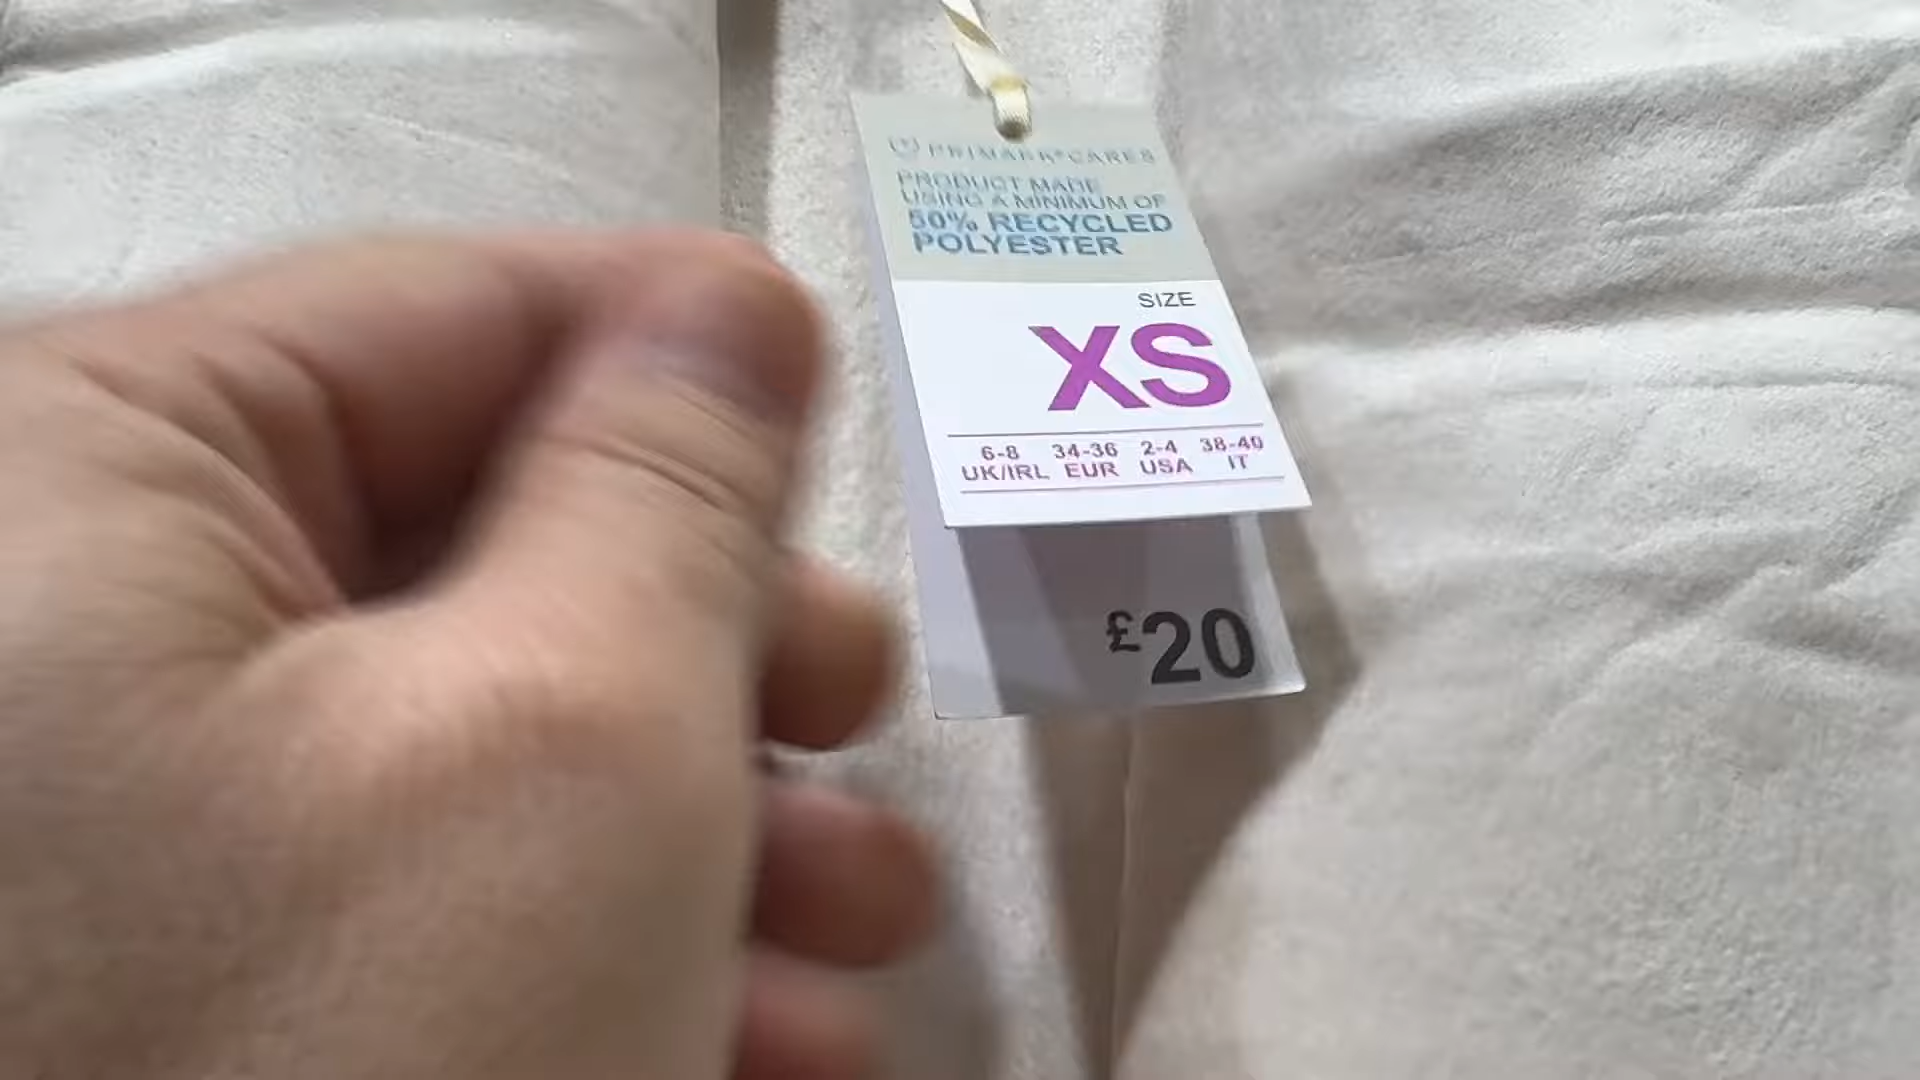 PRIMARK® CARES
PRODUCT MADE
USING A MINIMUM OF
50% RECYCLED
POLYESTER
SIZE
XS
6-8 34-36 2-4 38-40
UK/IRL EUR USA IT
£20